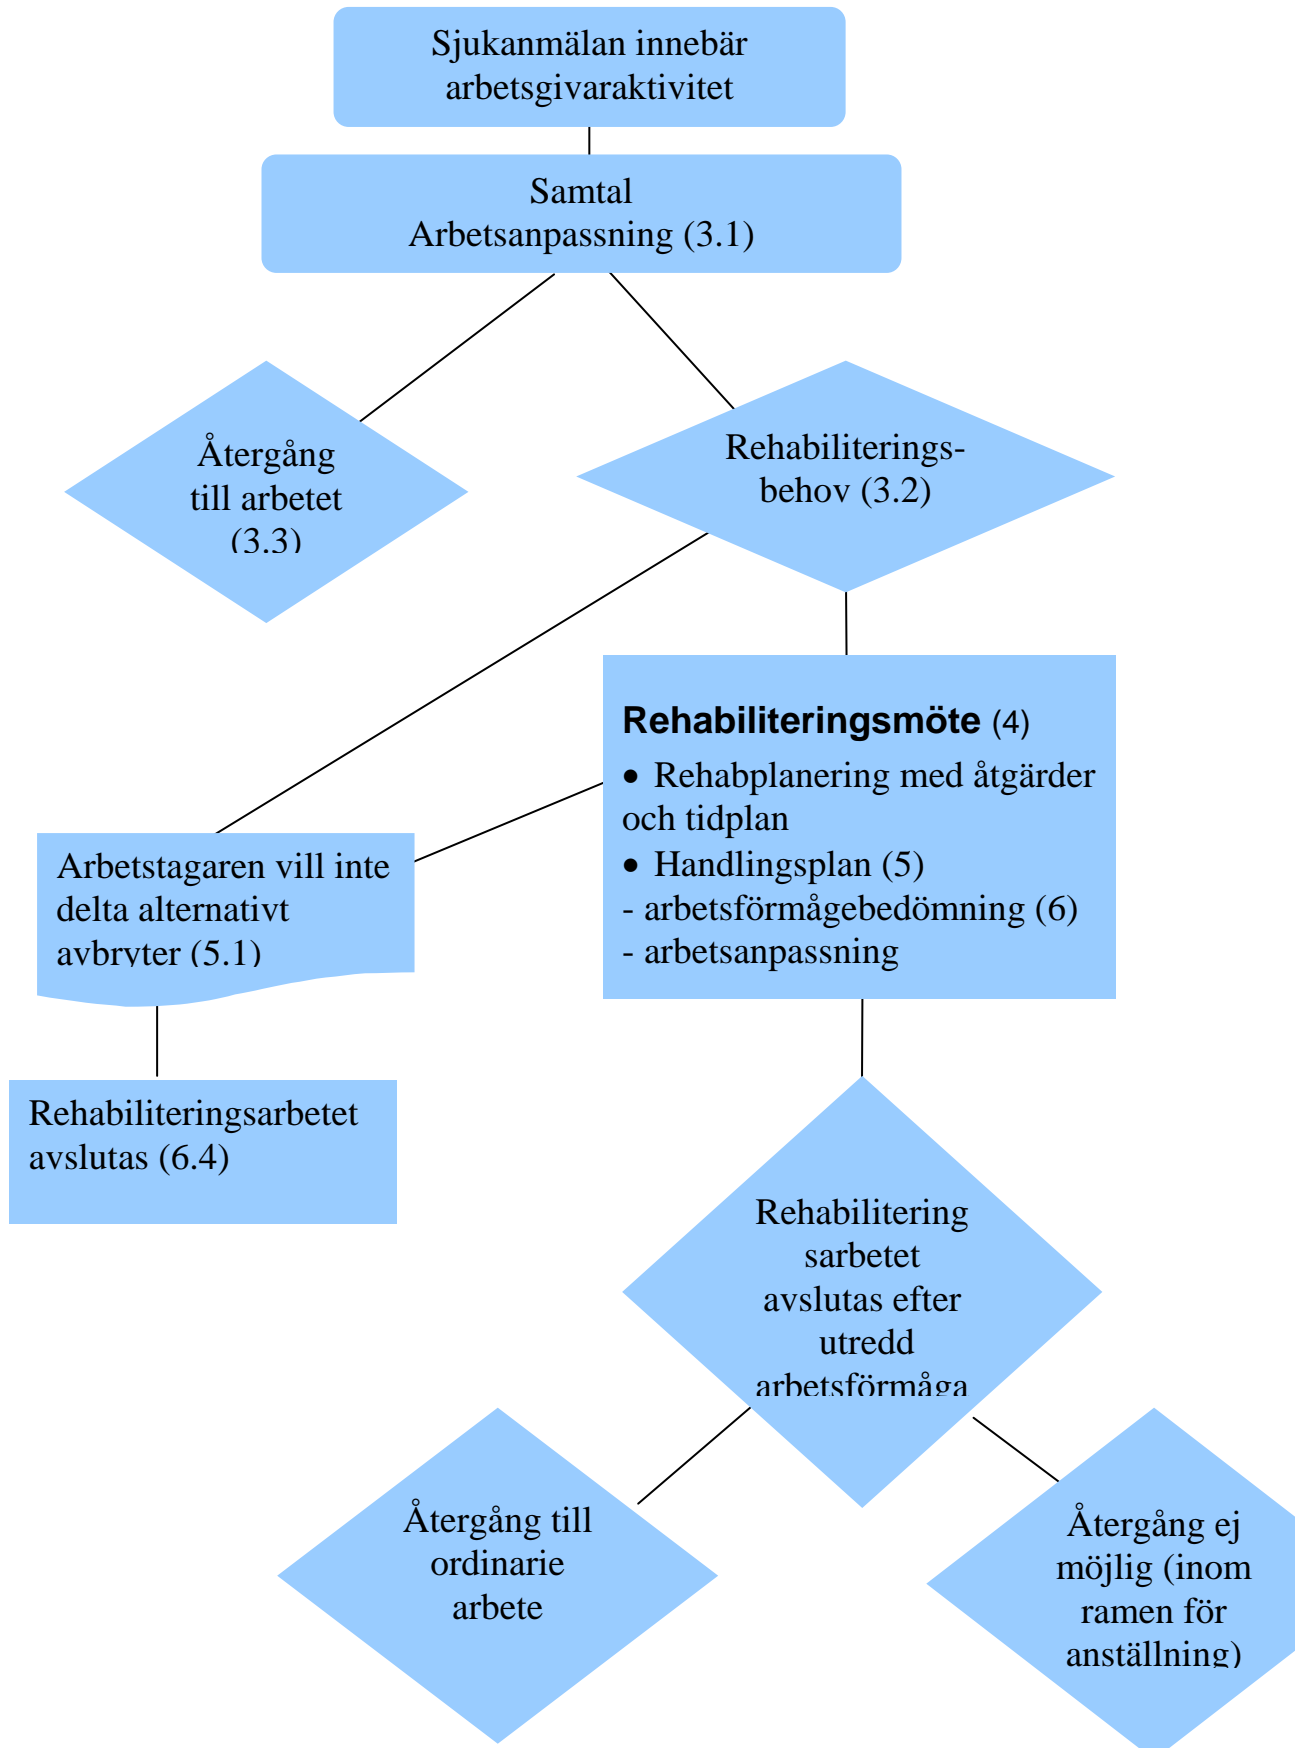 Sjukanmälan innebär
arbetsgivaraktivitet
Samtal
Arbetsanpassning (3.1)
Återgång
till arbetet
(3.3)
Rehabiliterings-
behov (3.2)
Rehabiliteringsmöte (4)
• Rehabplanering med åtgärder
och tidplan
• Handlingsplan (5)
- arbetsförmågebedömning (6)
- arbetsanpassning
Arbetstagaren vill inte
delta alternativt
avbryter (5.1)
Rehabiliteringsarbetet
avslutas (6.4)
Rehabilitering
sarbetet
avslutas efter
utredd
arbetsförmåga
Återgång till
ordinarie
arbete
Återgång ej
möjlig (inom
ramen för
anställning)